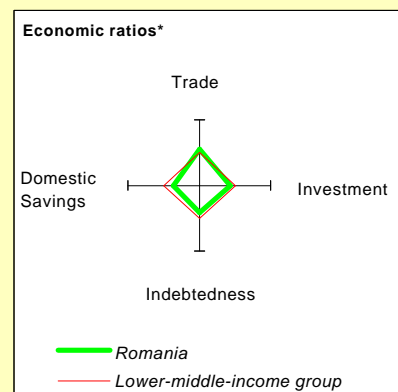 Economic ratios*
Trade
Domestic
Savings
Investment
Indebtedness
Romania
Lower-middle-income group